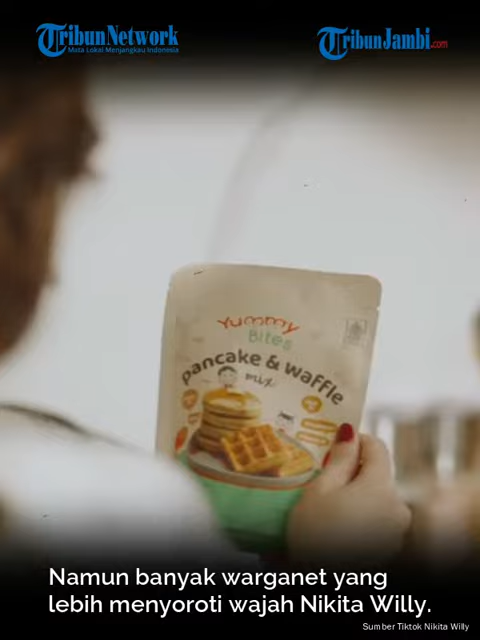 TribunNetwork
Mata Lokal Menjangkau Indonesia
TribunJambi.com
Yummy
Bites
pancake & waffle
mix
Namun banyak warganet yang
lebih menyoroti wajah Nikita Willy.
Sumber Tiktok Nikita Willy